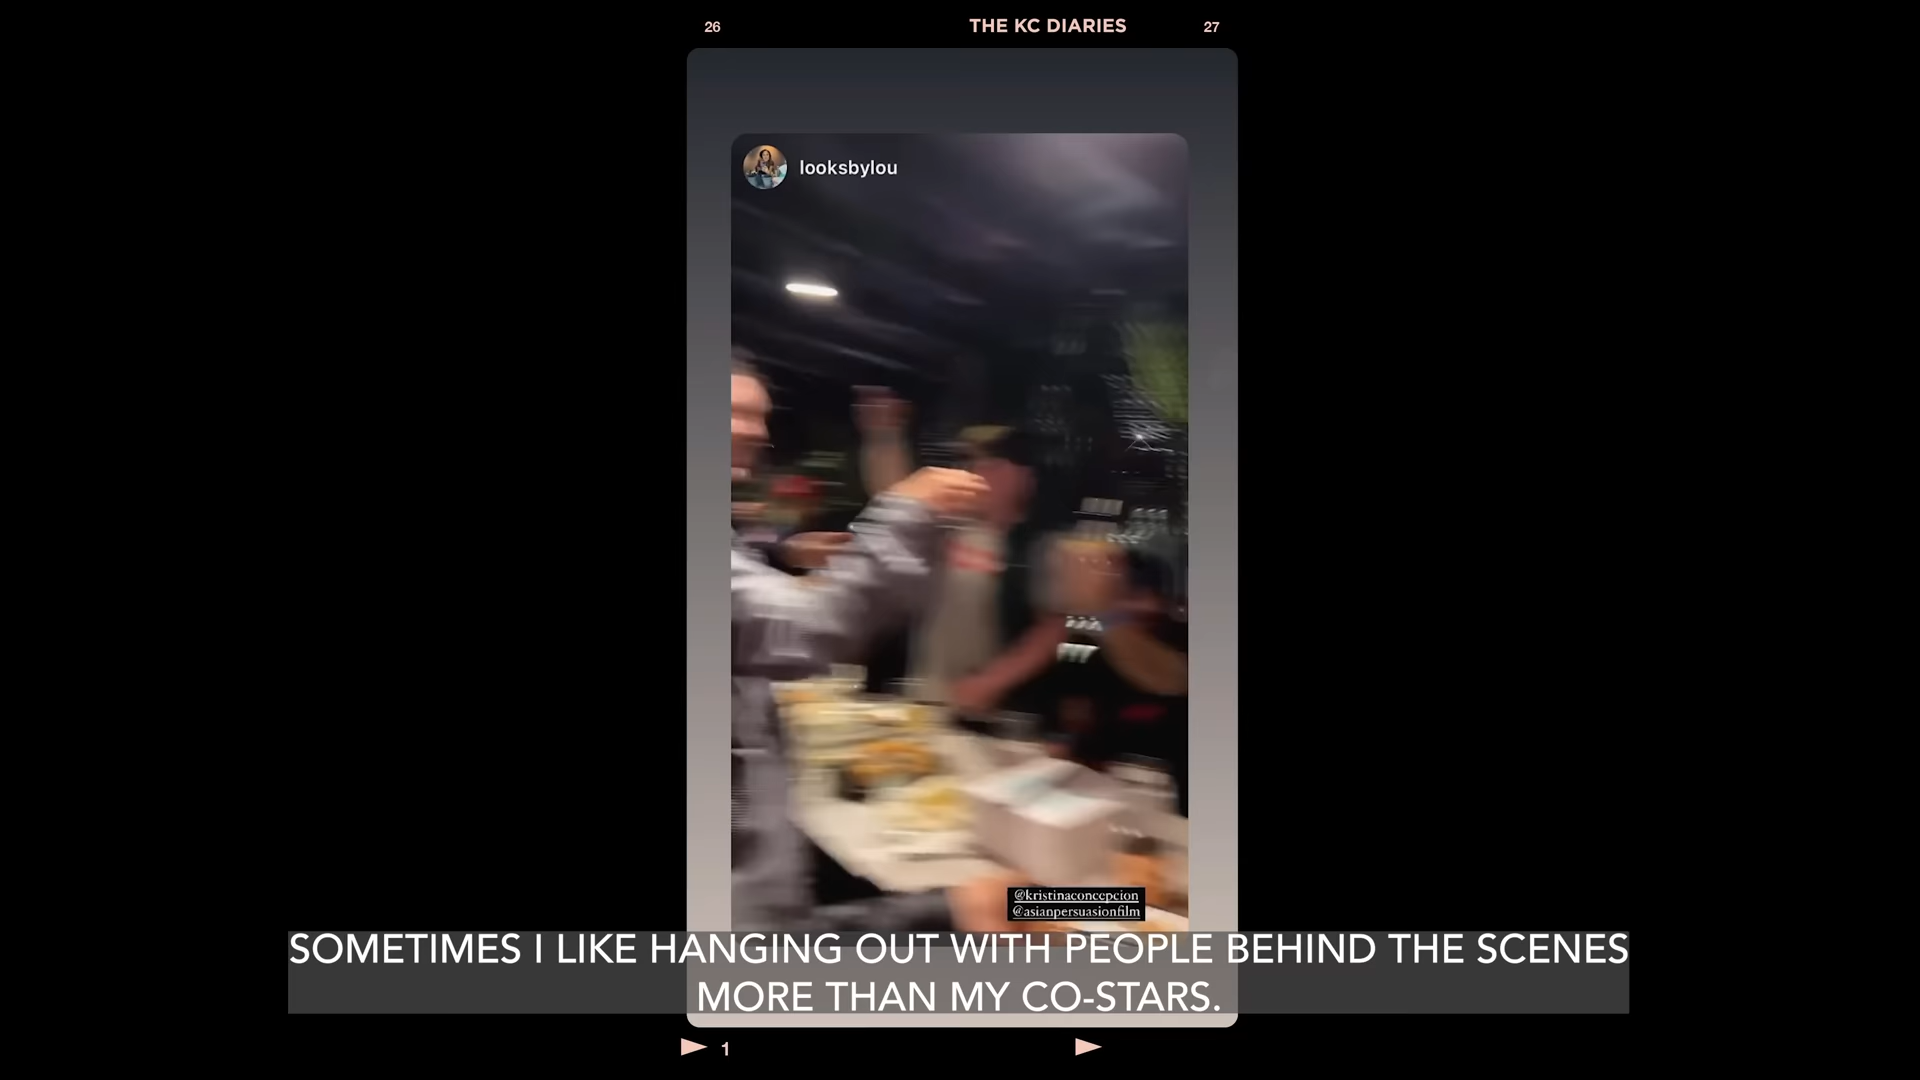 26 THE KC DIARIES 27
looksbylou
@kristinaconcepcion
@asianpersuasionfilm
SOMETIMES I LIKE HANGING OUT WITH PEOPLE BEHIND THE SCENES
MORE THAN MY CO-STARS.
1